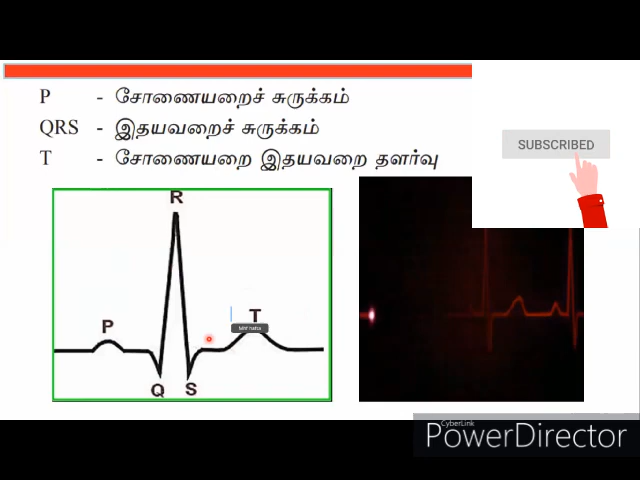 P - சோணையறைச் சுருக்கம்
QRS - இதயவறைச் சுருக்கம்
T - சோணையறை இதயவறை தளர்வு
SUBSCRIBED
R
P
T
Q S
CyberLink
PowerDirector